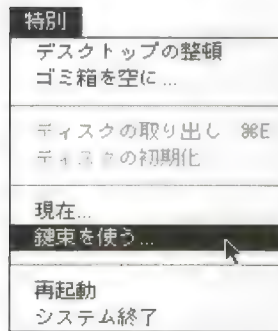 特別
デスクトップの整頓
ゴミ箱を空に...
ディスクの取り出し ⌘E
ディスクの初期化
現在...
鍵束を使う...
再起動
システム終了